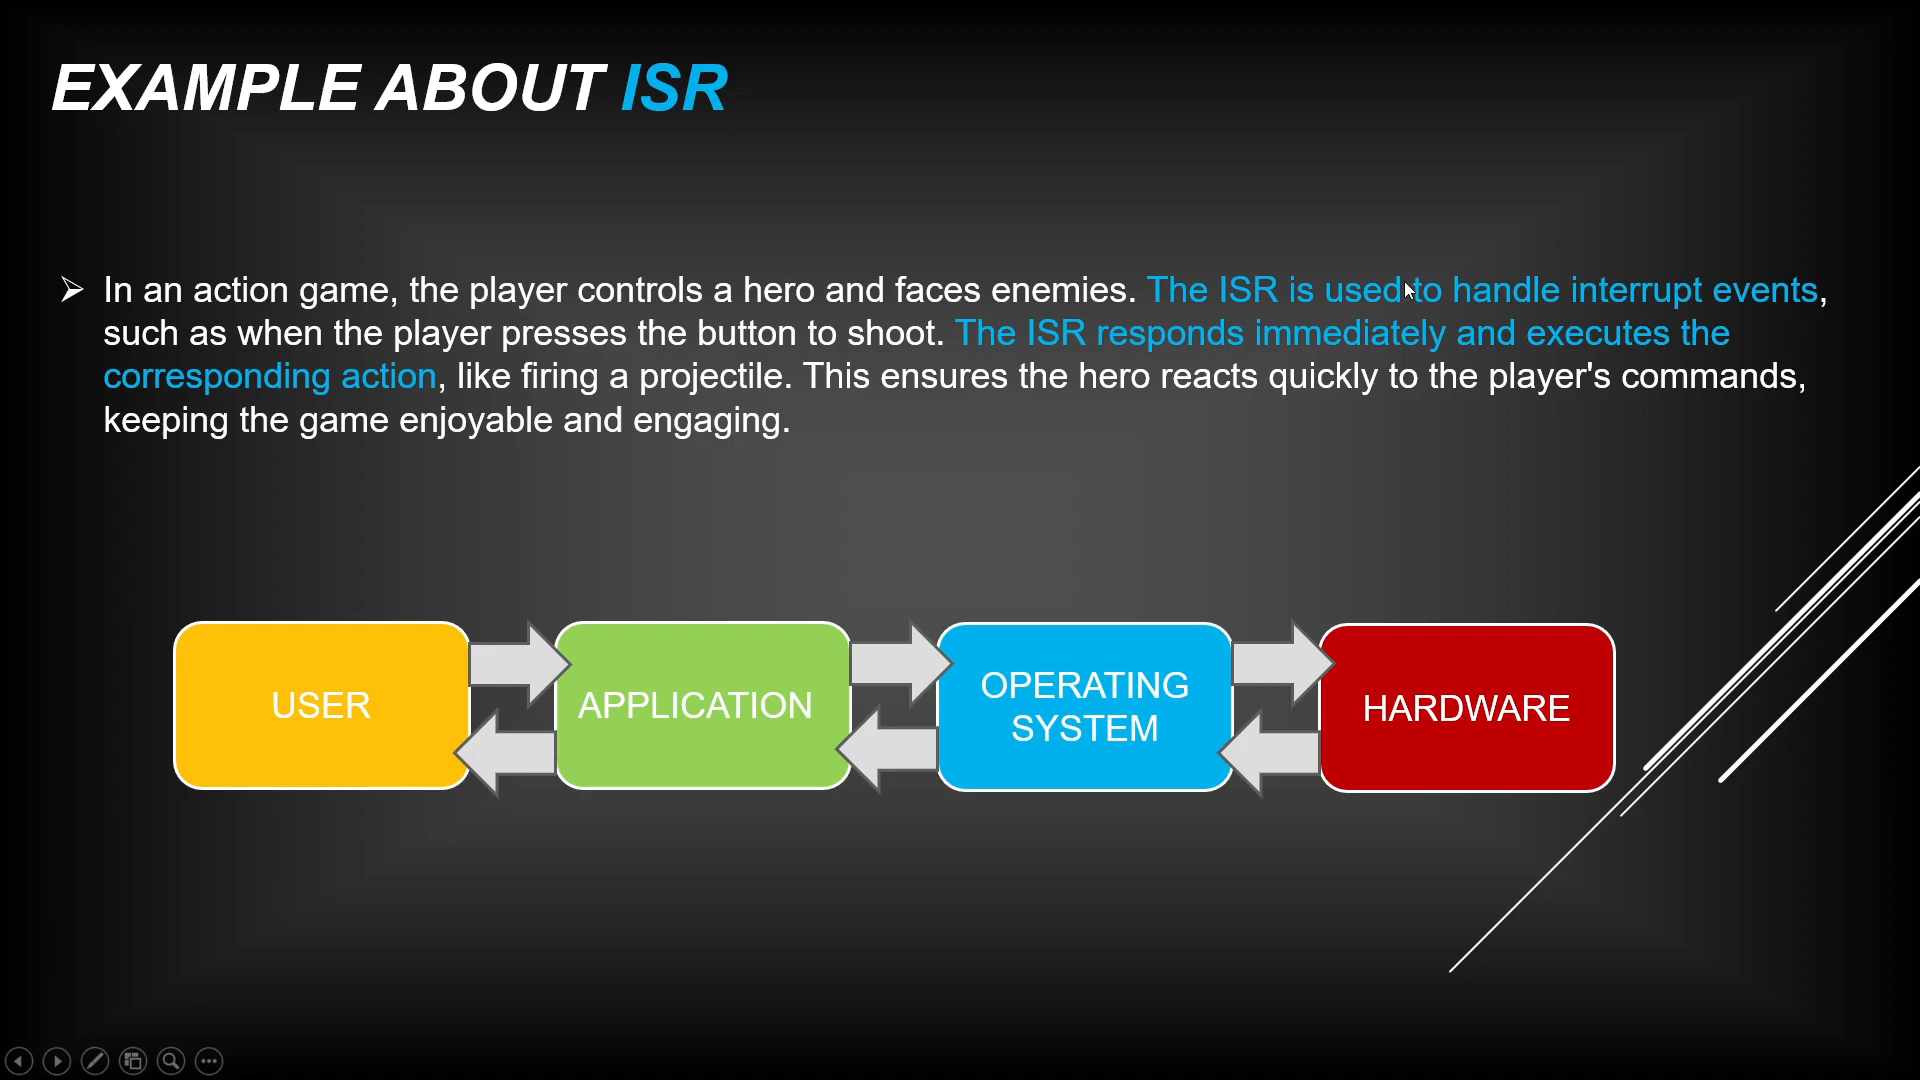 EXAMPLE ABOUT ISR
In an action game, the player controls a hero and faces enemies. The ISR is used to handle interrupt events,
such as when the player presses the button to shoot. The ISR responds immediately and executes the
corresponding action, like firing a projectile. This ensures the hero reacts quickly to the player's commands,
keeping the game enjoyable and engaging.
USER
APPLICATION
OPERATING
SYSTEM
HARDWARE